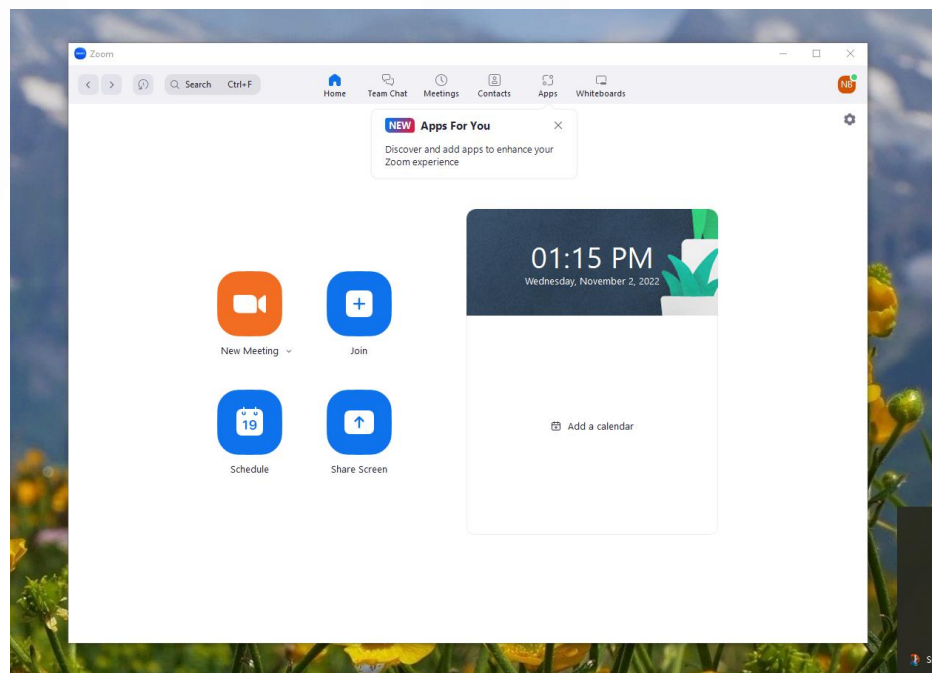 Zoom
Search Ctrl+F
Home
Team Chat
Meetings
Contacts
Apps
Whiteboards
NB
NEW Apps For You
Discover and add apps to enhance your
Zoom experience
01:15 PM
Wednesday, November 2, 2022
New Meeting
Join
19
Schedule
Share Screen
Add a calendar
S